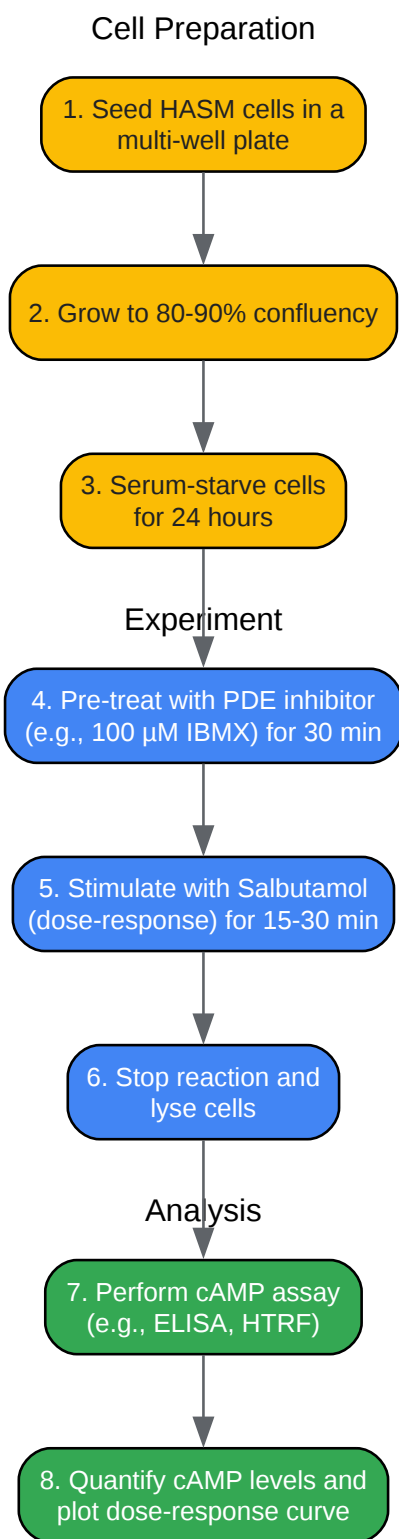 Cell Preparation
1. Seed HASM cells in a
multi-well plate
2. Grow to 80-90% confluency
3. Serum-starve cells
for 24 hours
Experiment
4. Pre-treat with PDE inhibitor
(e.g., 100 µM IBMX) for 30 min
5. Stimulate with Salbutamol
(dose-response) for 15-30 min
6. Stop reaction and
lyse cells
Analysis
7. Perform cAMP assay
(e.g., ELISA, HTRF)
8. Quantify cAMP levels and
plot dose-response curve